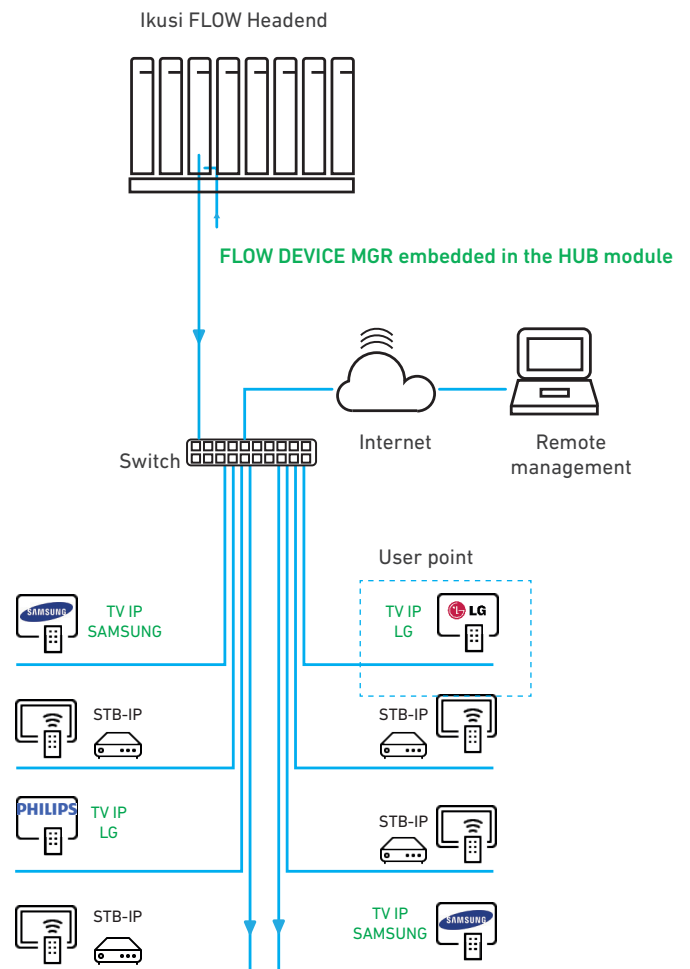 Ikusi FLOW Headend
FLOW DEVICE MGR embedded in the HUB module
Internet
Remote
management
Switch
User point
SAMSUNG
TV IP
SAMSUNG
TV IP
LG
LG
STB-IP
STB-IP
PHILIPS
TV IP
LG
STB-IP
STB-IP
TV IP
SAMSUNG
SAMSUNG